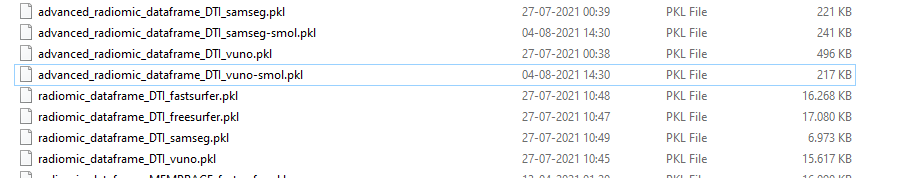 advanced_radiomic_dataframe_DTI_samseg.pkl 27-07-2021 00:39 PKL File 221 KB
advanced_radiomic_dataframe_DTI_samseg-smol.pkl 04-08-2021 14:30 PKL File 241 KB
advanced_radiomic_dataframe_DTI_vuno.pkl 27-07-2021 00:38 PKL File 496 KB
advanced_radiomic_dataframe_DTI_vuno-smol.pkl 04-08-2021 14:30 PKL File 217 KB
radiomic_dataframe_DTI_fastsurfer.pkl 27-07-2021 10:48 PKL File 16.268 KB
radiomic_dataframe_DTI_freesurfer.pkl 27-07-2021 10:47 PKL File 17.080 KB
radiomic_dataframe_DTI_samseg.pkl 27-07-2021 10:49 PKL File 6.973 KB
radiomic_dataframe_DTI_vuno.pkl 27-07-2021 10:45 PKL File 15.617 KB